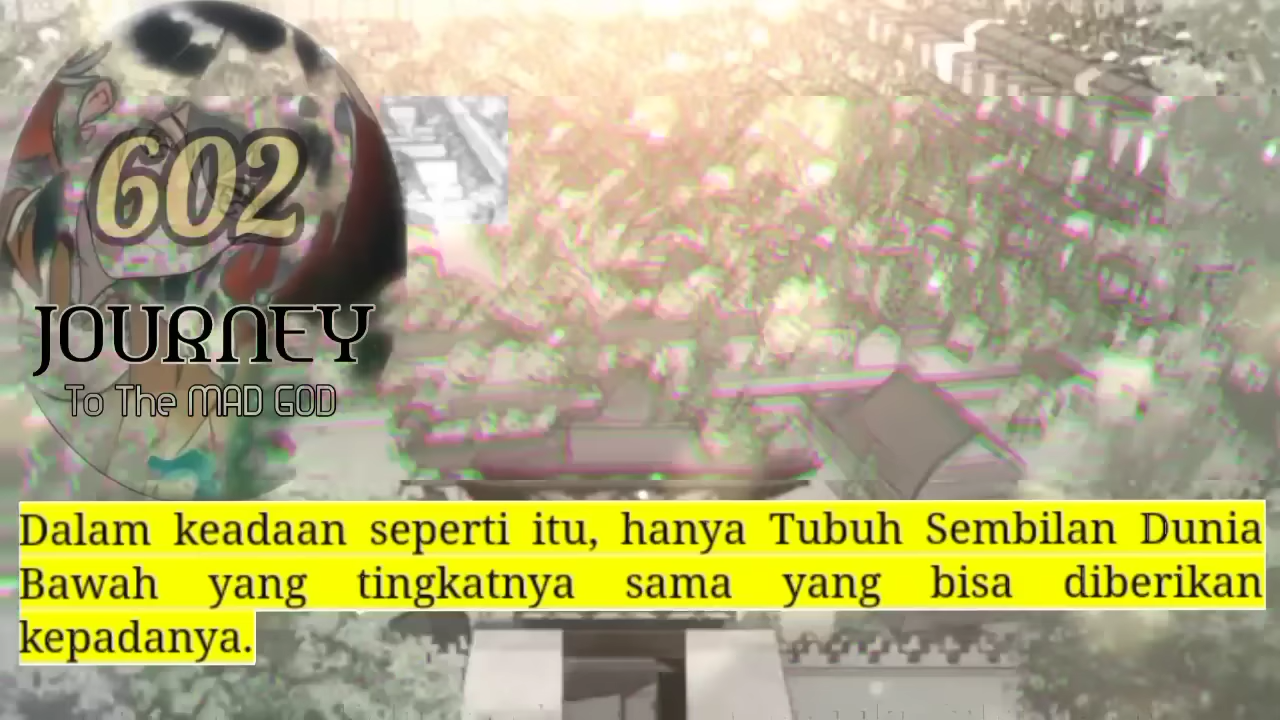 602
JOURNEY
To The MAD GOD
Dalam keadaan seperti itu, hanya Tubuh Sembilan Dunia
Bawah yang tingkatnya sama yang bisa diberikan
kepadanya.